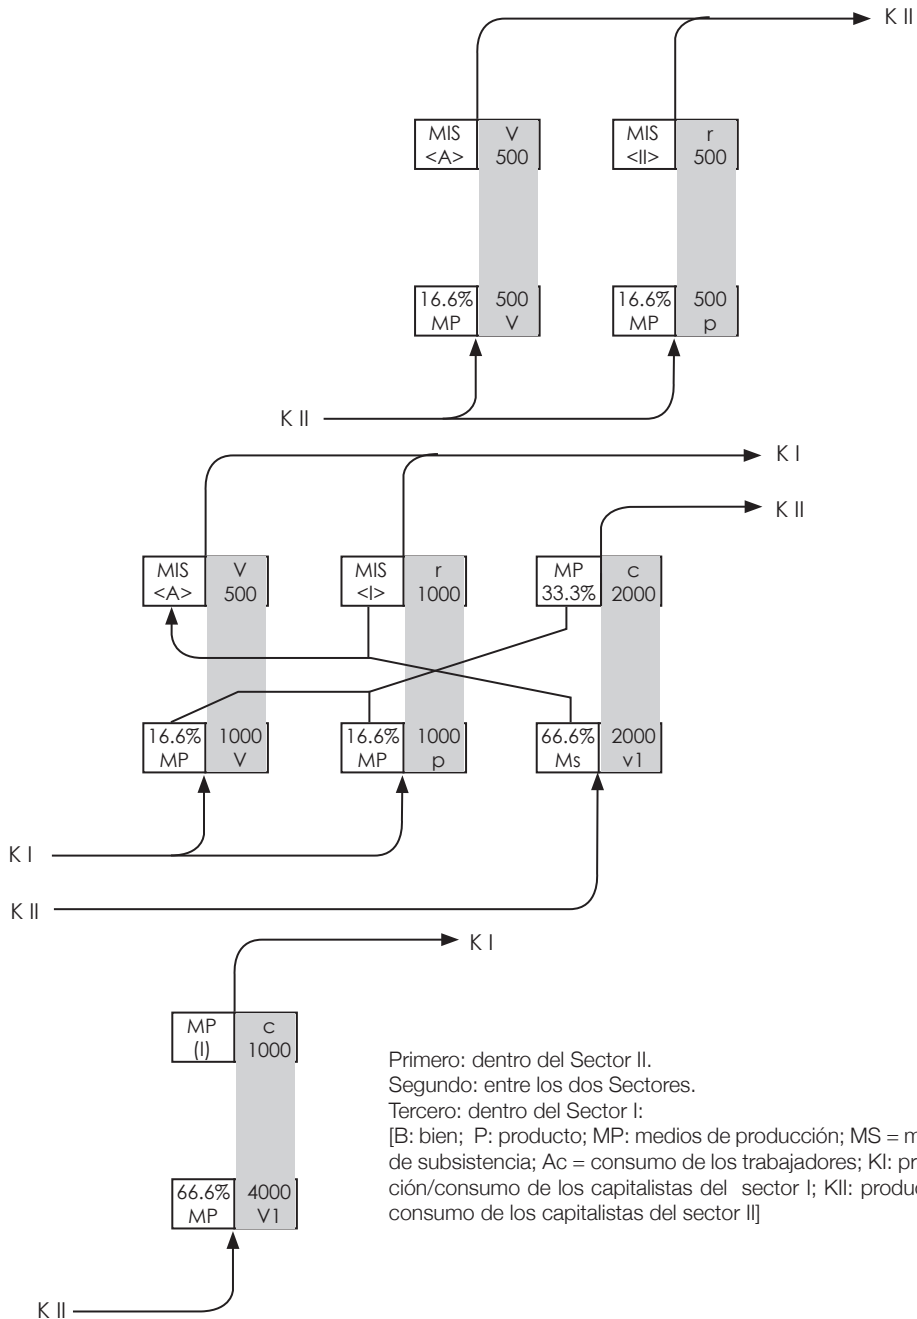 K II
MIS V MIS r
<A> 500 <II> 500
16.6% 500 16.6% 500
MP V MP p
K II
K I
K II
MIS V MIS r MP c
<A> 500 <I> 1000 33.3% 2000
16.6% 1000 16.6% 1000 66.6% 2000
MP V MP p Ms v1
K I
K II
K I
MP c
(I) 1000
Primero: dentro del Sector II.
Segundo: entre los dos Sectores.
Tercero: dentro del Sector I:
[B: bien; P: producto; MP: medios de producción; MS = m
de subsistencia; Ac = consumo de los trabajadores; KI: pr
ción/consumo de los capitalistas del sector I; KII: produ
consumo de los capitalistas del sector II]
66.6% 4000
MP V1
K II